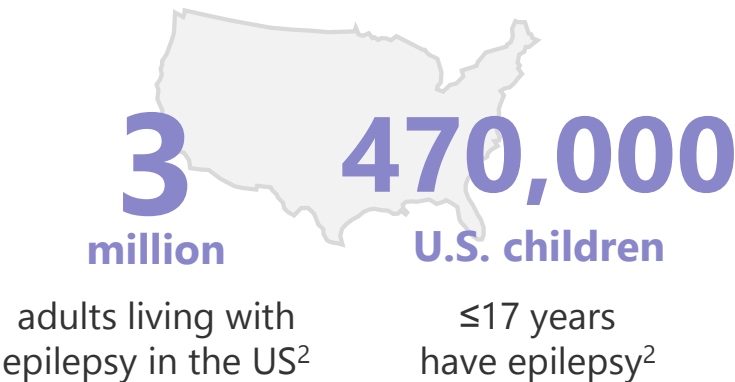 3
million
adults living with
epilepsy in the US²
470,000
U.S. children
≤17 years
have epilepsy²